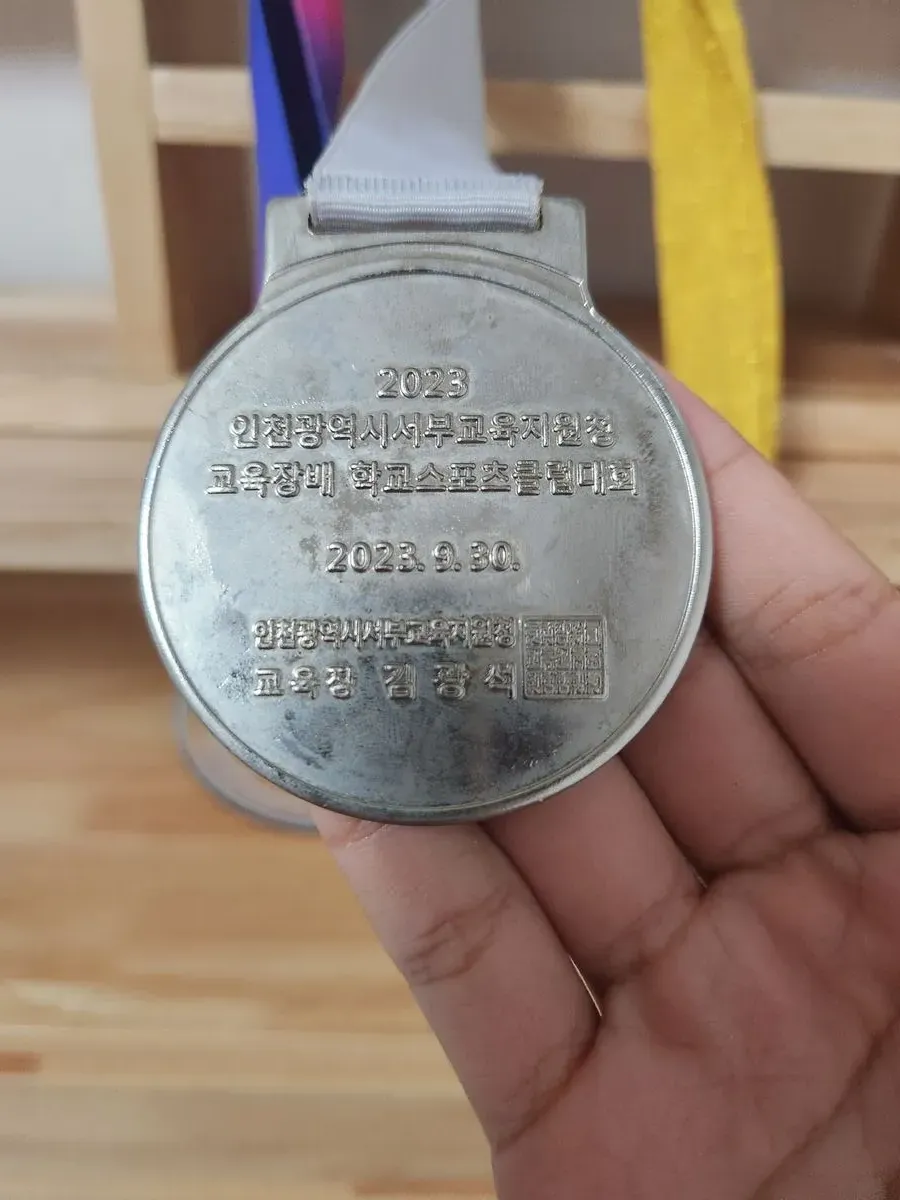 2023
인천광역시서부교육지원청
교육장배 학교스포츠클럽대회
2023. 9. 30.
인천광역시서부교육지원청
교육장 김 광 석